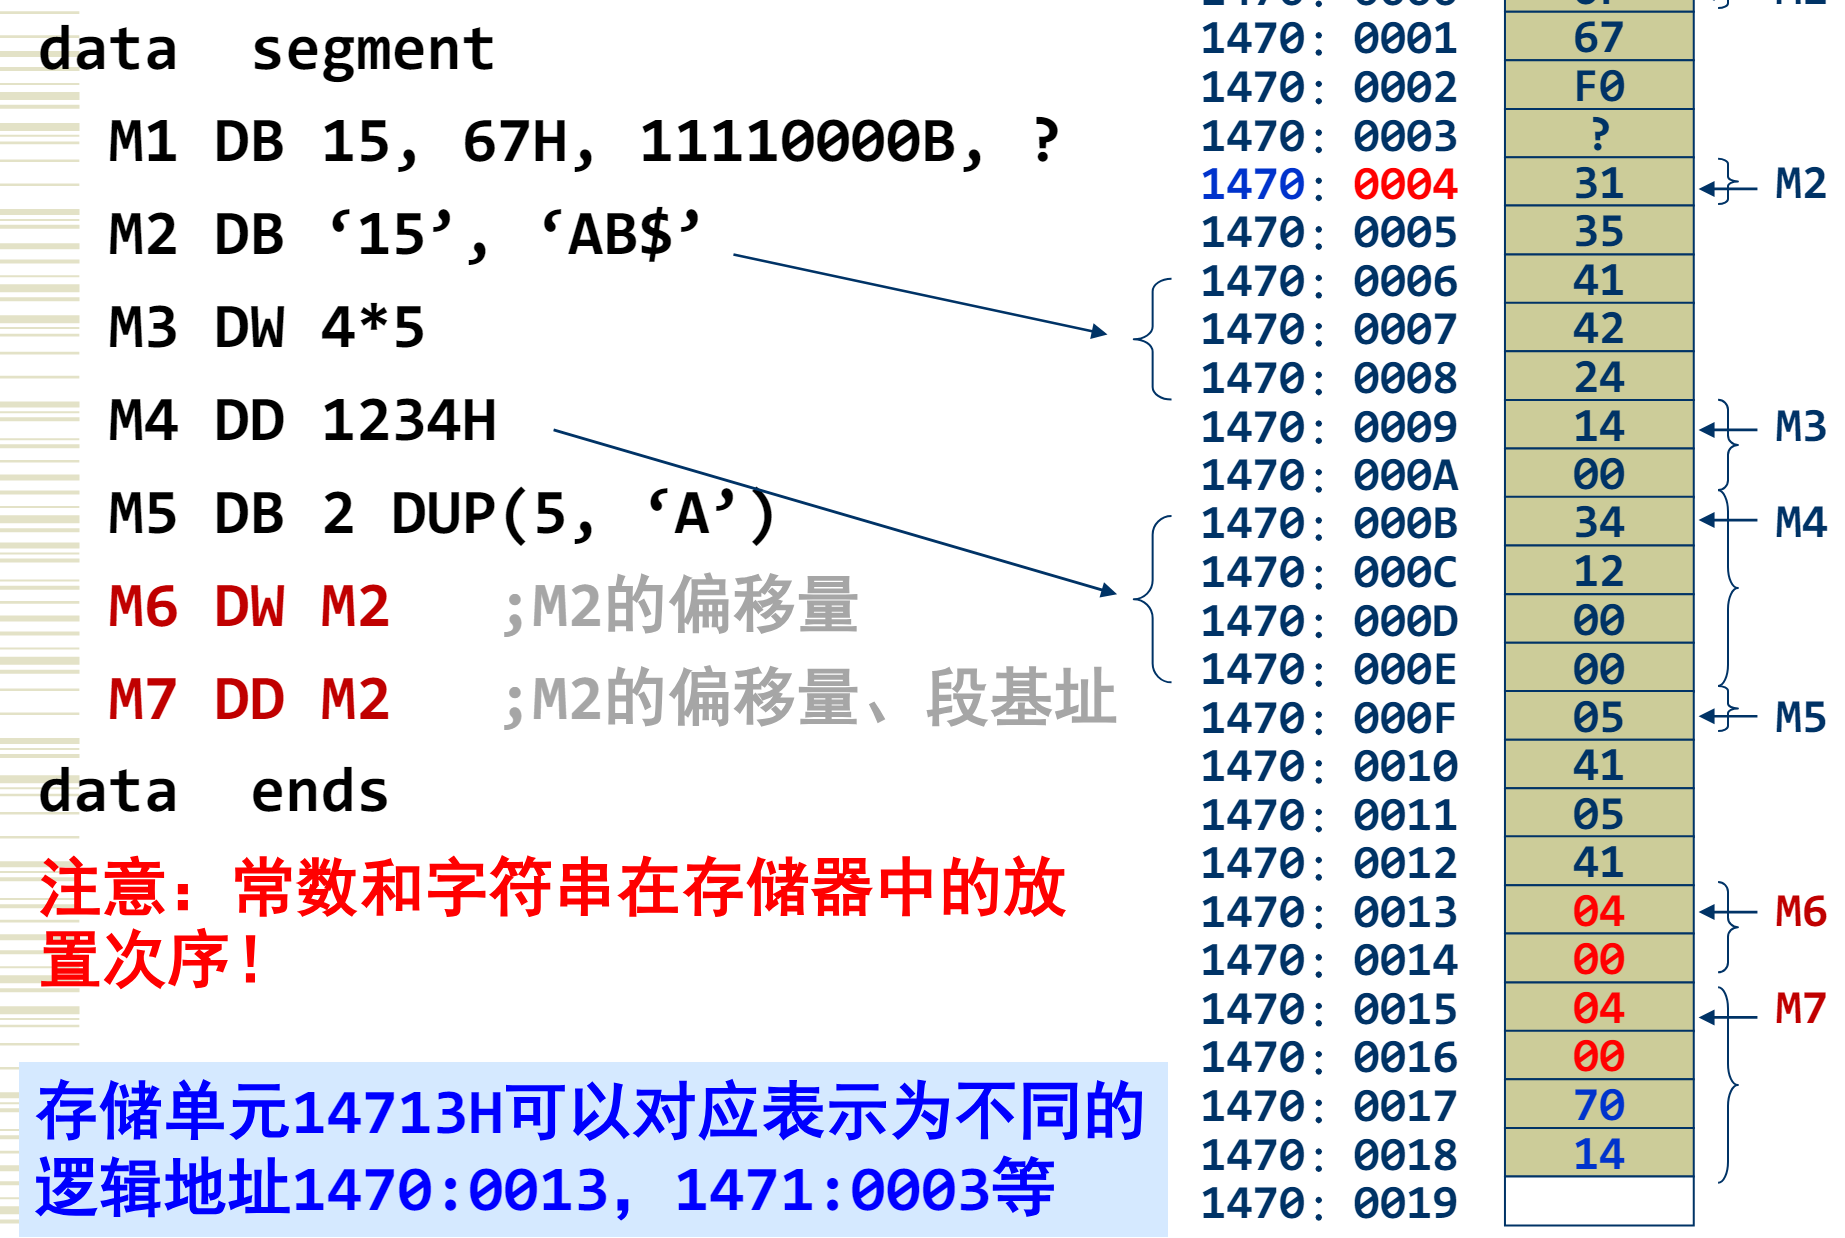 data segment
M1 DB 15, 67H, 11110000B, ?
M2 DB ‘15’, ‘AB$’
M3 DW 4*5
M4 DD 1234H
M5 DB 2 DUP(5, ‘A’)
M6 DW M2 ;M2的偏移量
M7 DD M2 ;M2的偏移量、段基址
data ends
注意：常数和字符串在存储器中的放
置次序！
存储单元14713H可以对应表示为不同的
逻辑地址1470:0013，1471:0003等
1470: 0001 67
1470: 0002 F0
1470: 0003 ?
1470: 0004 31 M2
1470: 0005 35
1470: 0006 41
1470: 0007 42
1470: 0008 24
1470: 0009 14 M3
1470: 000A 00
1470: 000B 34 M4
1470: 000C 12
1470: 000D 00
1470: 000E 00
1470: 000F 05 M5
1470: 0010 41
1470: 0011 05
1470: 0012 41
1470: 0013 04 M6
1470: 0014 00
1470: 0015 04 M7
1470: 0016 00
1470: 0017 70
1470: 0018 14
1470: 0019